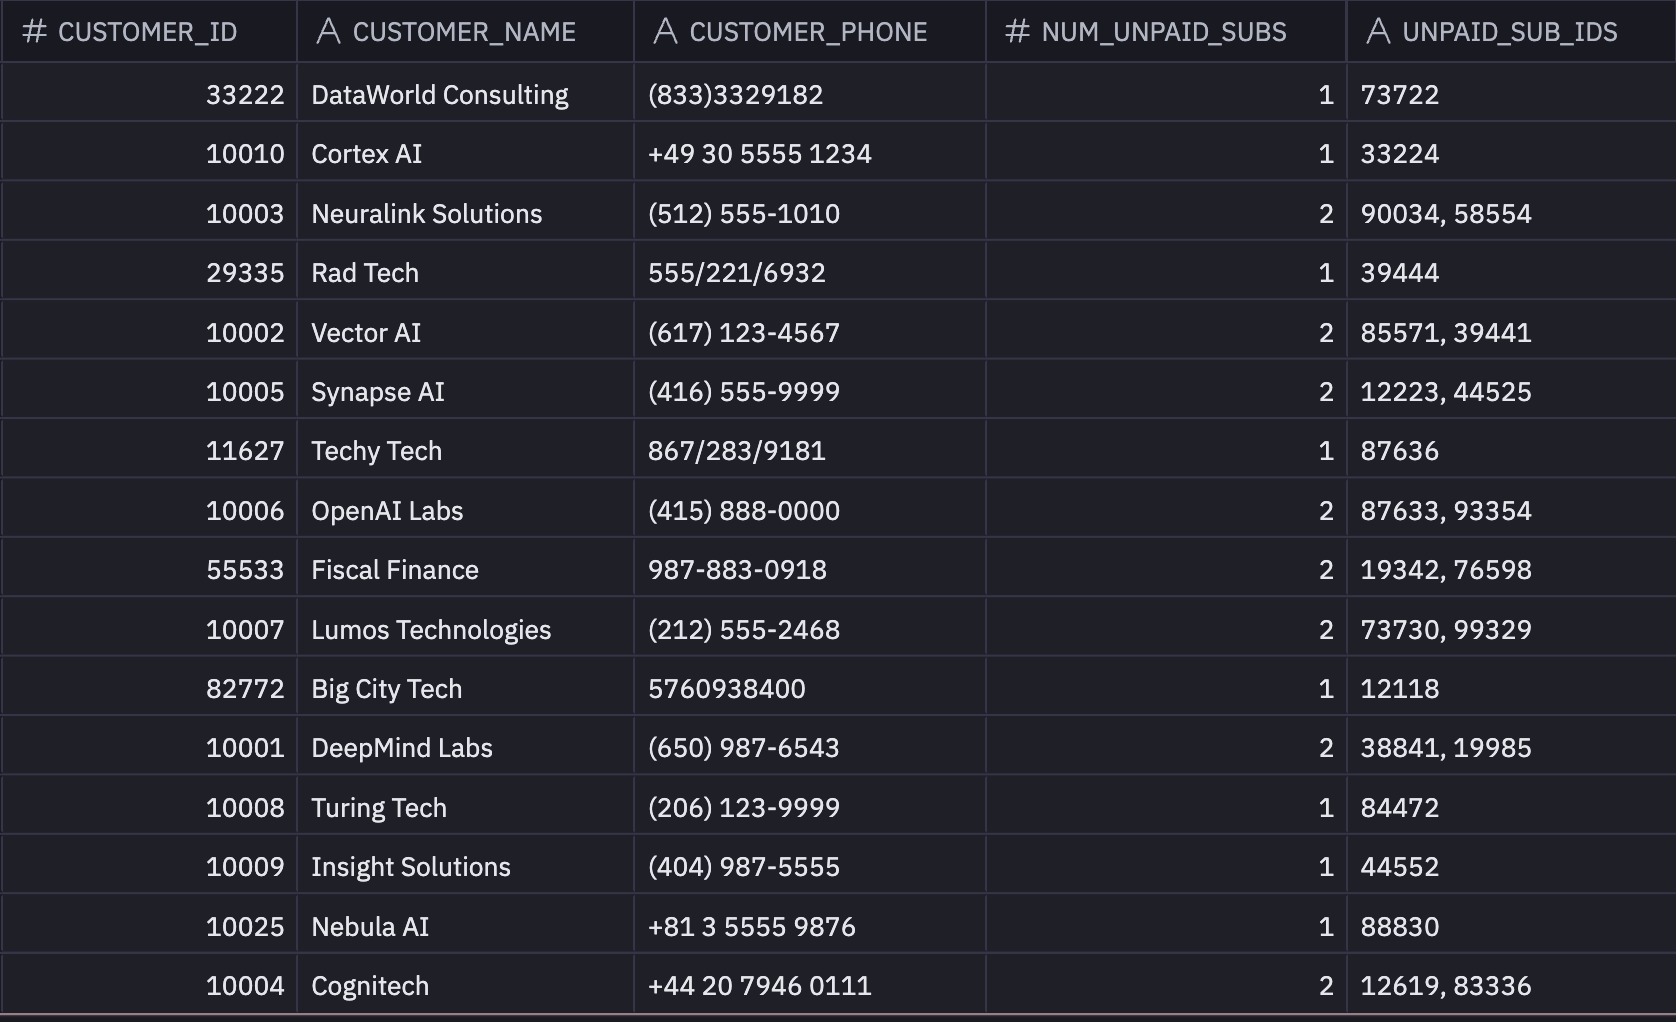 # CUSTOMER_ID A CUSTOMER_NAME A CUSTOMER_PHONE # NUM_UNPAID_SUBS A UNPAID_SUB_IDS
33222 DataWorld Consulting (833)3329182 1 73722
10010 Cortex AI +49 30 5555 1234 1 33224
10003 Neuralink Solutions (512) 555-1010 2 90034, 58554
29335 Rad Tech 555/221/6932 1 39444
10002 Vector AI (617) 123-4567 2 85571, 39441
10005 Synapse AI (416) 555-9999 2 12223, 44525
11627 Techy Tech 867/283/9181 1 87636
10006 OpenAI Labs (415) 888-0000 2 87633, 93354
55533 Fiscal Finance 987-883-0918 2 19342, 76598
10007 Lumos Technologies (212) 555-2468 2 73730, 99329
82772 Big City Tech 5760938400 1 12118
10001 DeepMind Labs (650) 987-6543 2 38841, 19985
10008 Turing Tech (206) 123-9999 1 84472
10009 Insight Solutions (404) 987-5555 1 44552
10025 Nebula AI +81 3 5555 9876 1 88830
10004 Cognitech +44 20 7946 0111 2 12619, 83336